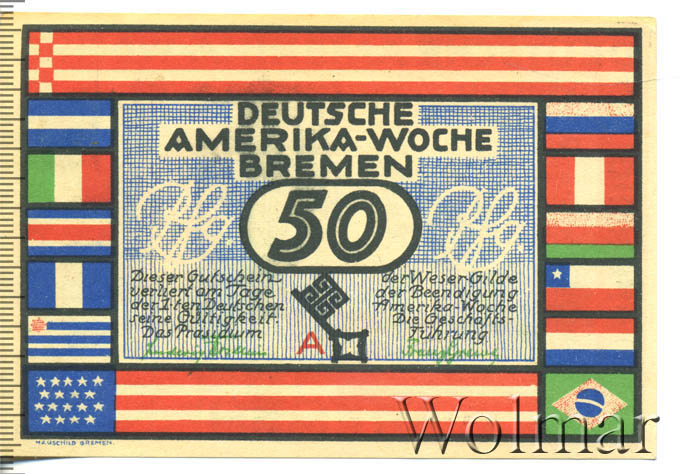 DEUTSCHE
AMERIKA-WOCHE
BREMEN
Pfg. 50 Pfg.
Dieser Gutschein der Weser-Gilde
verliert am Tage der Beendigung
der 1ten Deutschen Amerika-Woche
seine Gültigkeit. Die Geschäfts-
Das Präsidium führung
A
HAUSCHILD BREMEN.
Wolmar